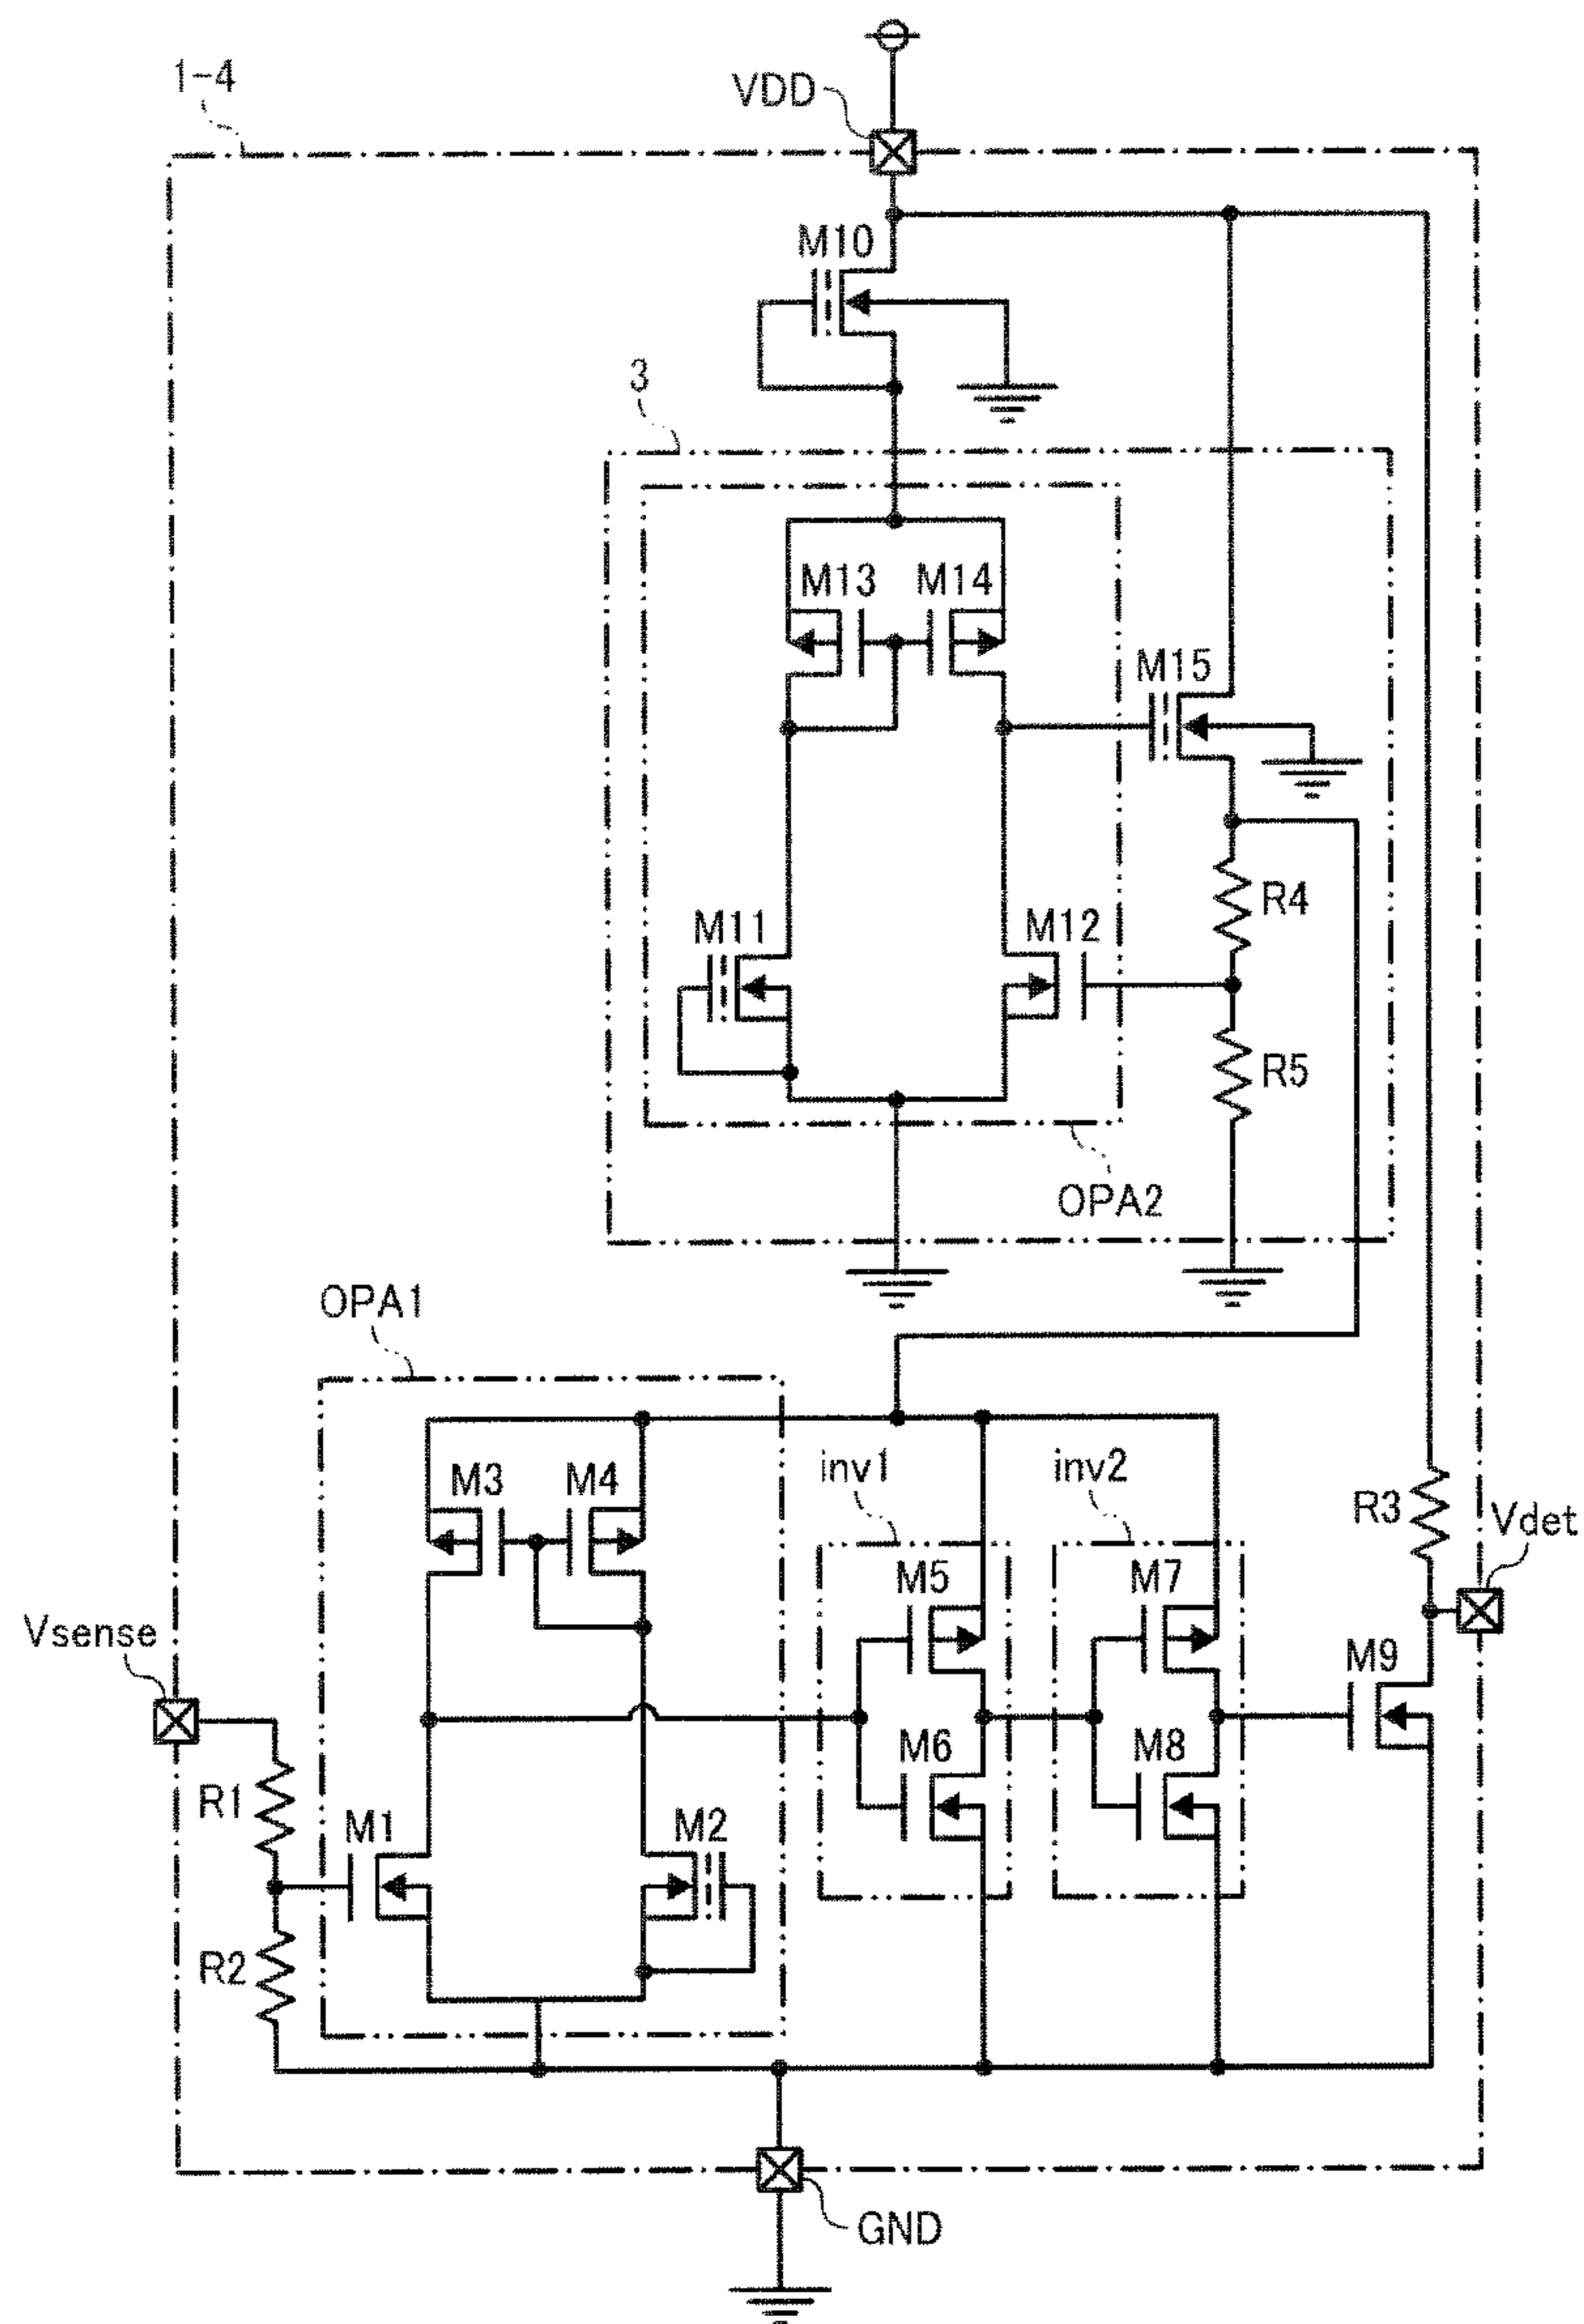 1-4
VDD
M10
3
M13
M14
M15
R4
M11
M12
R5
OPA2
OPA1
M3
M4
inv1
inv2
R3
Vdet
M5
M7
Vsense
M9
M6
M8
R1
M1
M2
R2
GND